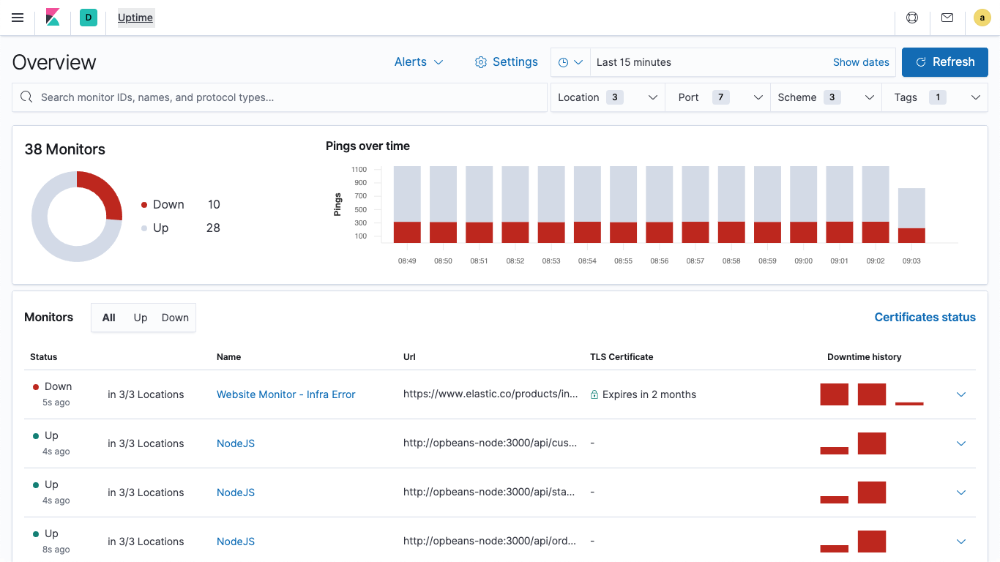 D
Uptime
a
Overview
Alerts
Settings
Last 15 minutes
Show dates
Refresh
Search monitor IDs, names, and protocol types...
Location 3
Port 7
Scheme 3
Tags 1
38 Monitors
Down 10
Up 28
Pings over time
Pings
1100
900
700
500
300
100
08:49 08:50 08:51 08:52 08:53 08:54 08:55 08:56 08:57 08:58 08:59 09:00 09:01 09:02 09:03
Monitors
All Up Down
Certificates status
Status Name Url TLS Certificate Downtime history
Down
5s ago
in 3/3 Locations
Website Monitor - Infra Error
https://www.elastic.co/products/in...
Expires in 2 months
Up
4s ago
in 3/3 Locations
NodeJS
http://opbeans-node:3000/api/cus...
-
Up
4s ago
in 3/3 Locations
NodeJS
http://opbeans-node:3000/api/sta...
-
Up
8s ago
in 3/3 Locations
NodeJS
http://opbeans-node:3000/api/ord...
-